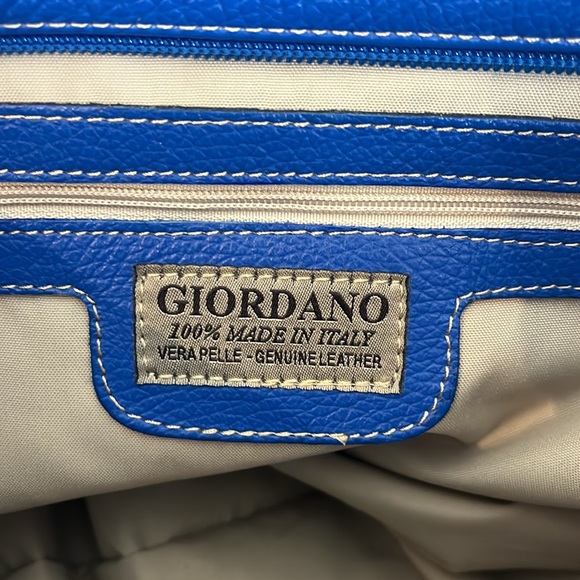 GIORDANO
100% MADE IN ITALY
VERA PELLE - GENUINE LEATHER